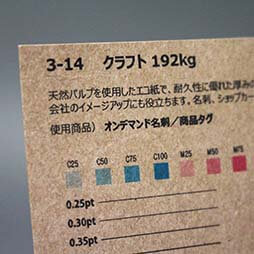 3-14 クラフト 192kg
天然パルプを使用したエコ紙で、耐久性に優れた厚みの
会社のイメージアップにも役立ちます。名刺、ショップカー
使用商品） オンデマンド名刺／商品タグ
C25 C50 C75 C100 M25 M50 M75
0.25pt
0.30pt
0.35pt